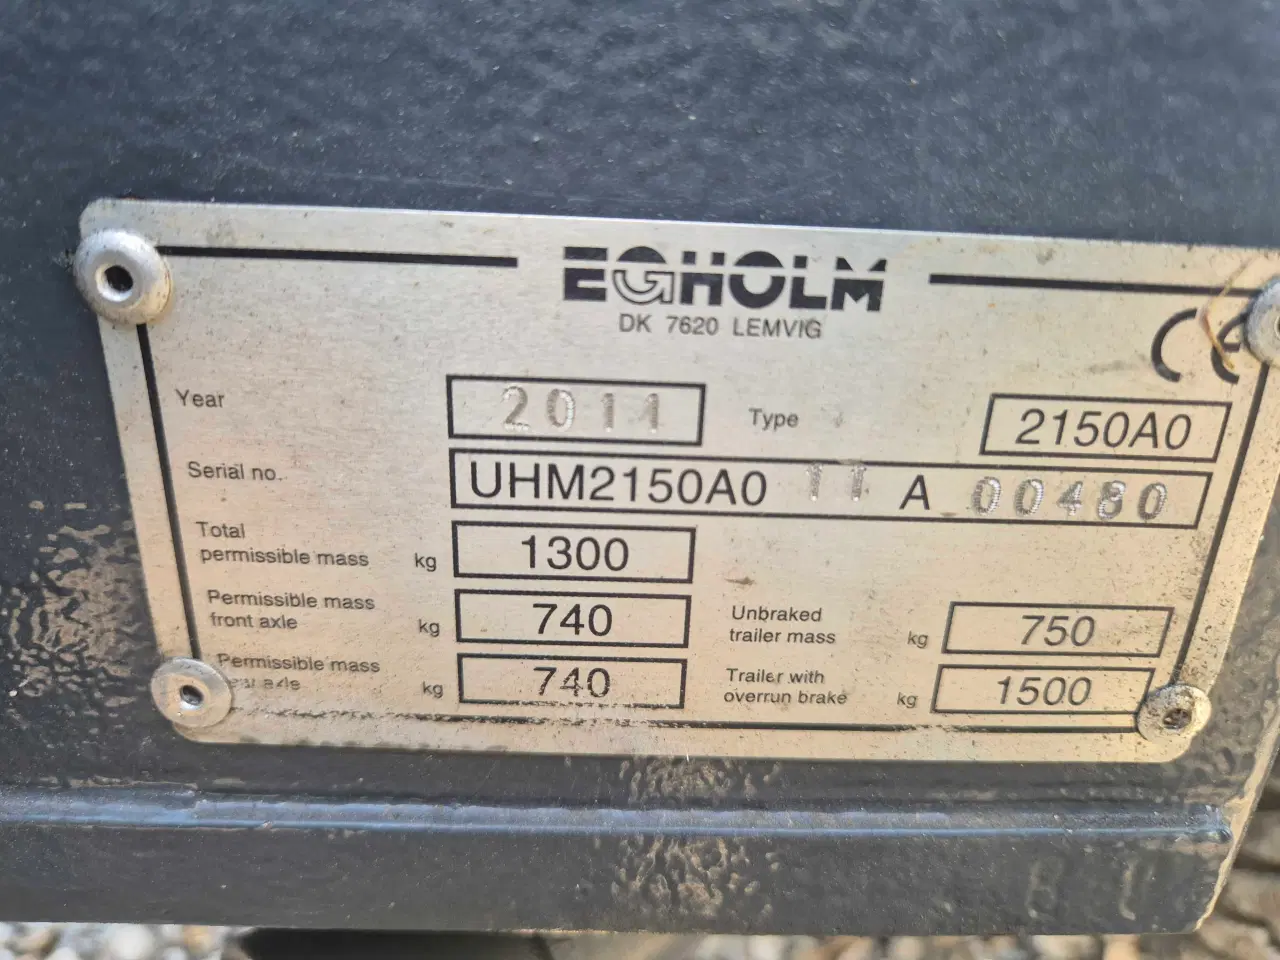 EGHOLM
DK 7620 LEMVIG
CE
Year 2011 Type 2150A0
Serial no. UHM2150A0 11 A 00480
Total
permissible mass kg 1300
Permissible mass
front axle kg 740
Unbraked
trailer mass kg 750
Permissible mass
rear axle kg 740
Trailer with
overrun brake kg 1500